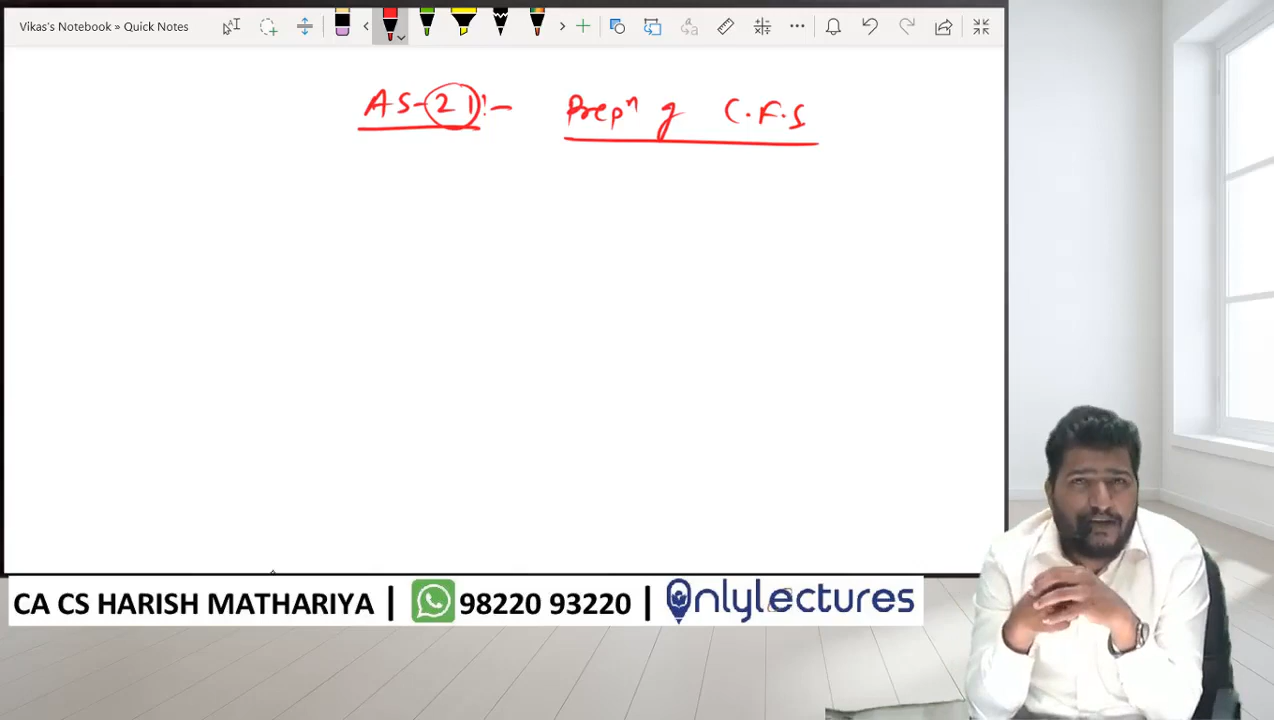 Vikas's Notebook » Quick Notes
AS-21:- Prepⁿ of C.F.S
CA CS HARISH MATHARIYA | 98220 93220 | Onlylectures